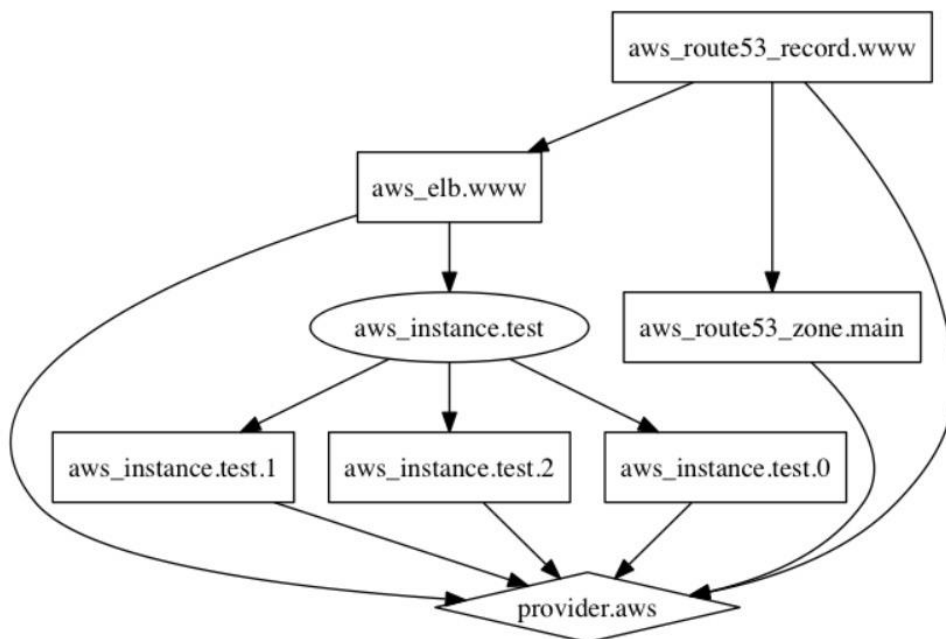 aws_route53_record.www
aws_elb.www
aws_instance.test
aws_route53_zone.main
aws_instance.test.1
aws_instance.test.2
aws_instance.test.0
provider.aws